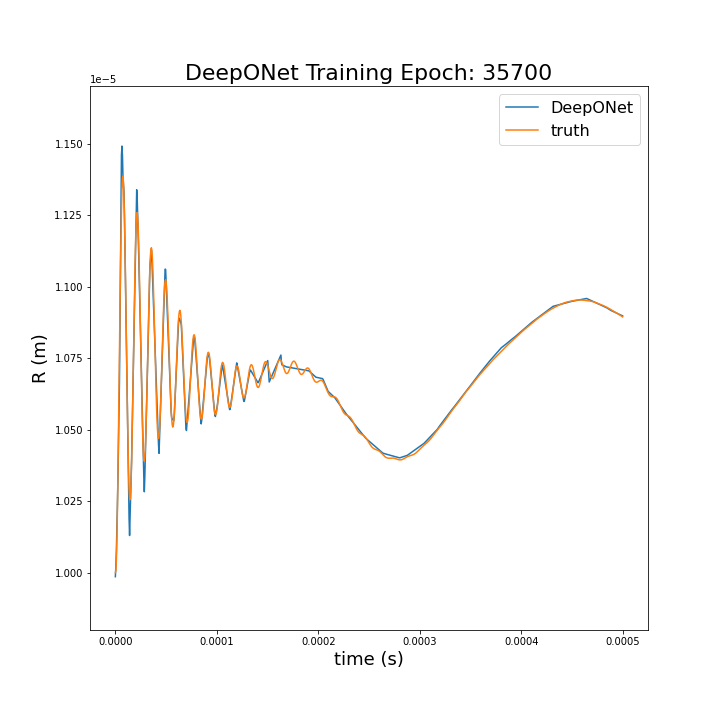 DeepONet Training Epoch: 35700
1e−5
DeepONet
truth
1.150
1.125
1.100
1.075
1.050
1.025
1.000
R (m)
0.0000
0.0001
0.0002
0.0003
0.0004
0.0005
time (s)